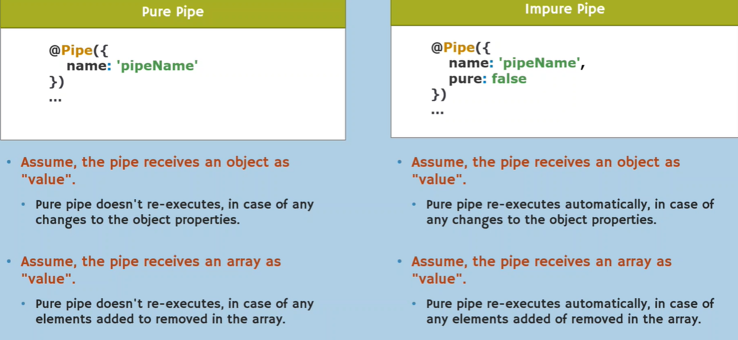 Pure Pipe
@Pipe({
name: 'pipeName'
})
...
• Assume, the pipe receives an object as
"value".
• Pure pipe doesn't re-executes, in case of any
changes to the object properties.
• Assume, the pipe receives an array as
"value".
• Pure pipe doesn't re-executes, in case of any
elements added to removed in the array.
Impure Pipe
@Pipe({
name: 'pipeName',
pure: false
})
...
• Assume, the pipe receives an object as
"value".
• Pure pipe re-executes automatically, in case of
any changes to the object properties.
• Assume, the pipe receives an array as
"value".
• Pure pipe re-executes automatically, in case of
any elements added of removed in the array.